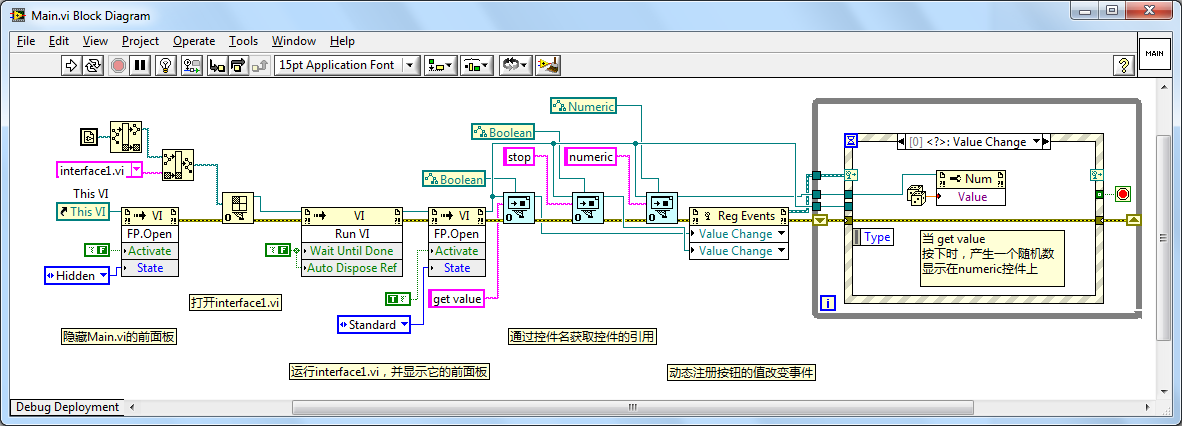 Main.vi Block Diagram
File Edit View Project Operate Tools Window Help
15pt Application Font
?
MAIN
Numeric
Boolean
stop
numeric
[0] <?>: Value Change
interface1.vi
Boolean
Num
Value
This VI
This VI
VI
FP.Open
Activate
State
F
Hidden
VI
Run VI
Wait Until Done
Auto Dispose Ref
F
VI
FP.Open
Activate
State
T
Standard
get value
Reg Events
Value Change
Value Change
Type
当 get value
按下时，产生一个随机数
显示在numeric控件上
i
打开interface1.vi
隐藏Main.vi的前面板
通过控件名获取控件的引用
运行interface1.vi，并显示它的前面板
动态注册按钮的值改变事件
Debug Deployment